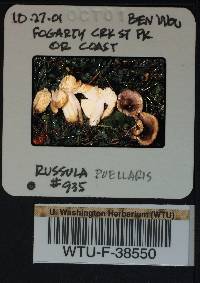 10.27.01 BEN WOO
OCT01
FOGARTY CRK ST PK
OR COAST
RUSSULA PUELLARIS
#935
U. Washington Herbarium (WTU)
WTU-F-38550